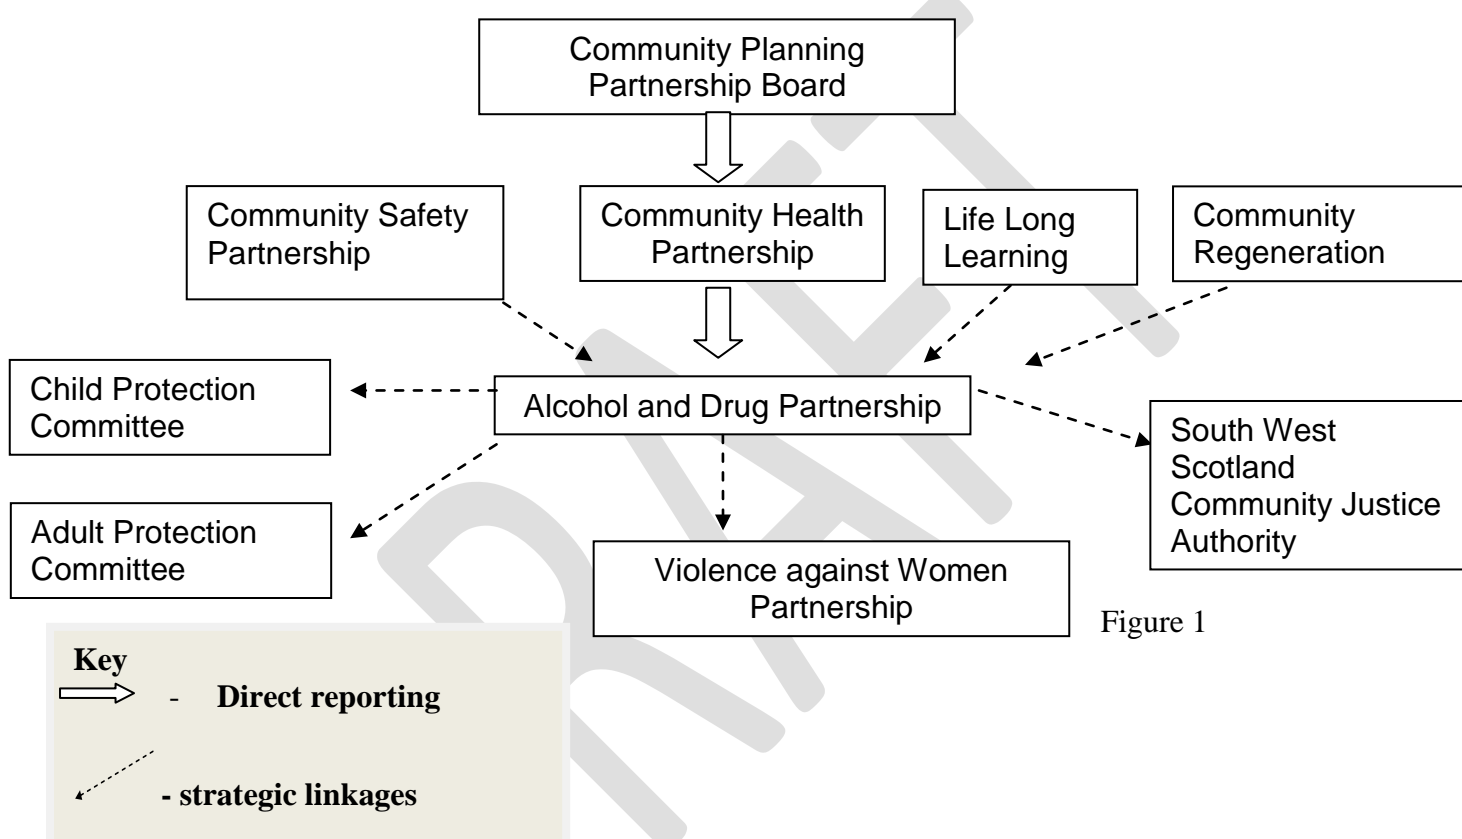 Community Planning
Partnership Board
Community Safety
Partnership
Community Health
Partnership
Life Long
Learning
Community
Regeneration
Child Protection
Committee
Alcohol and Drug Partnership
South West
Scotland
Community Justice
Authority
Adult Protection
Committee
Violence against Women
Partnership
Figure 1
Key
- Direct reporting
- strategic linkages
DRAFT